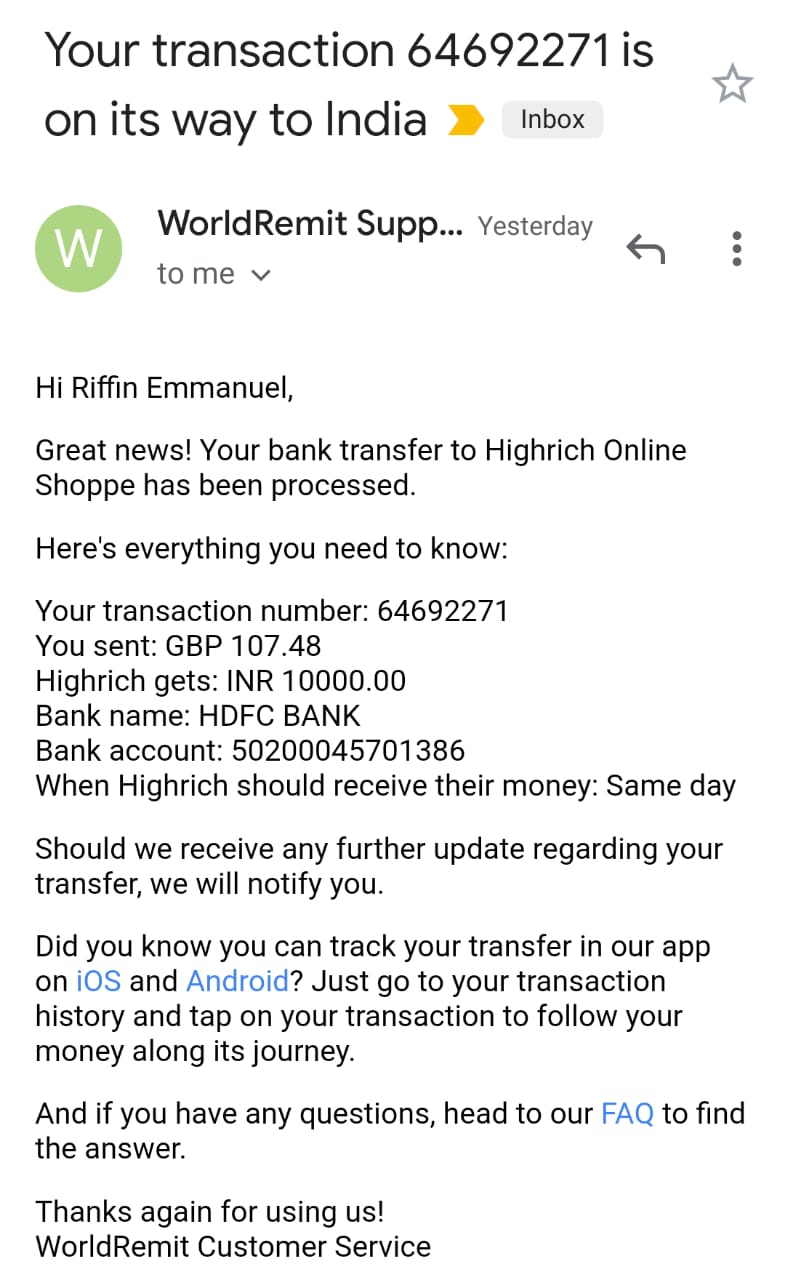 Your transaction 64692271 is
on its way to India
Inbox
W
WorldRemit Supp... Yesterday
to me
Hi Riffin Emmanuel,
Great news! Your bank transfer to Highrich Online
Shoppe has been processed.
Here's everything you need to know:
Your transaction number: 64692271
You sent: GBP 107.48
Highrich gets: INR 10000.00
Bank name: HDFC BANK
Bank account: 50200045701386
When Highrich should receive their money: Same day
Should we receive any further update regarding your
transfer, we will notify you.
Did you know you can track your transfer in our app
on iOS and Android? Just go to your transaction
history and tap on your transaction to follow your
money along its journey.
And if you have any questions, head to our FAQ to find
the answer.
Thanks again for using us!
WorldRemit Customer Service